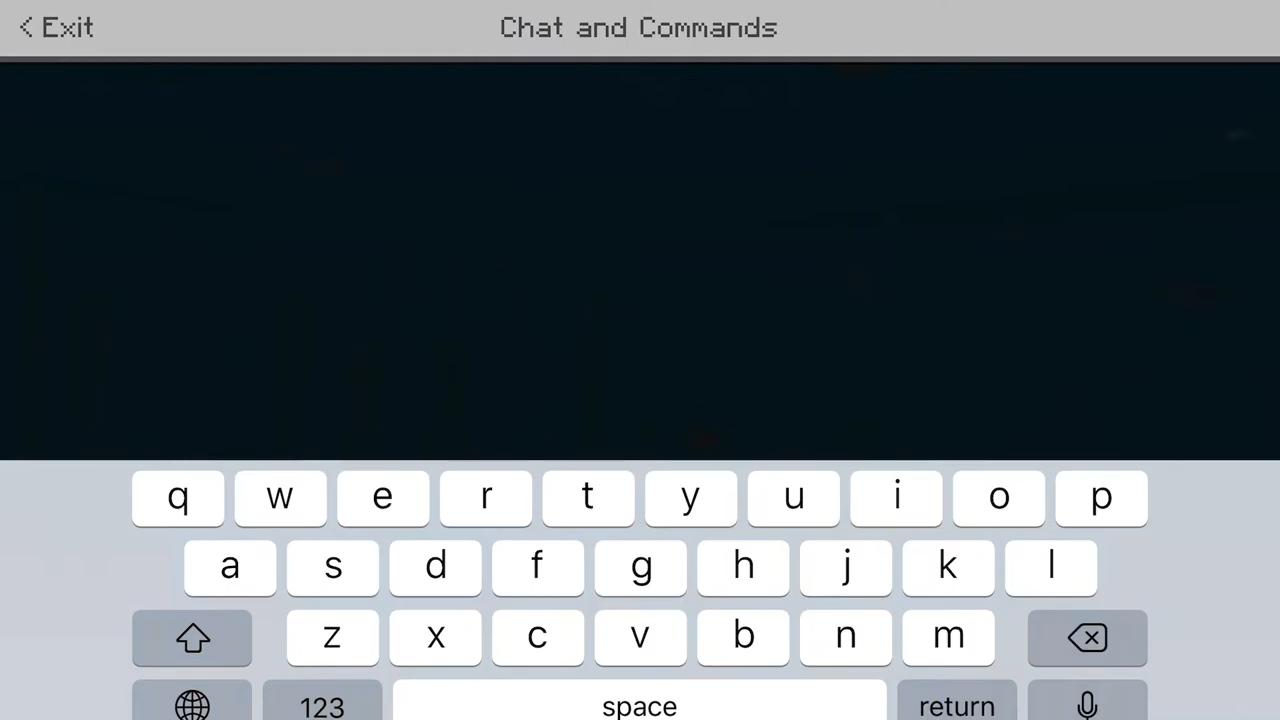 < Exit Chat and Commands
q w e r t y u i o p
a s d f g h j k l
z x c v b n m
123 space return